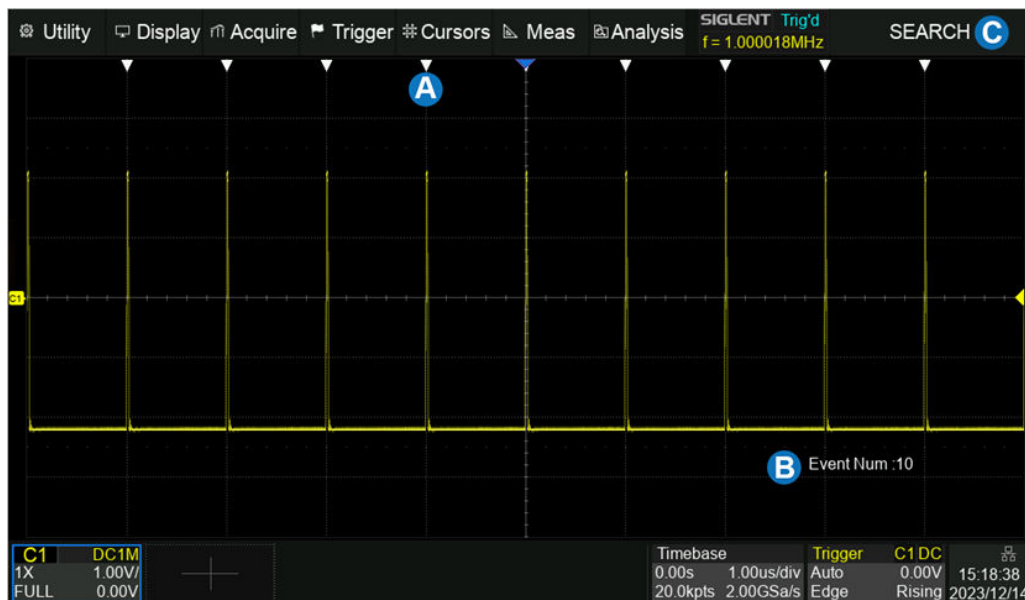 Utility Display Acquire Trigger Cursors Meas Analysis SIGLENT Trig'd SEARCH C
f = 1.000018MHz
A
B Event Num :10
C1
C1 DC1M Timebase Trigger C1 DC
1X 1.00V/ 0.00s 1.00us/div Auto 0.00V 15:18:38
FULL 0.00V 20.0kpts 2.00GSa/s Edge Rising 2023/12/14